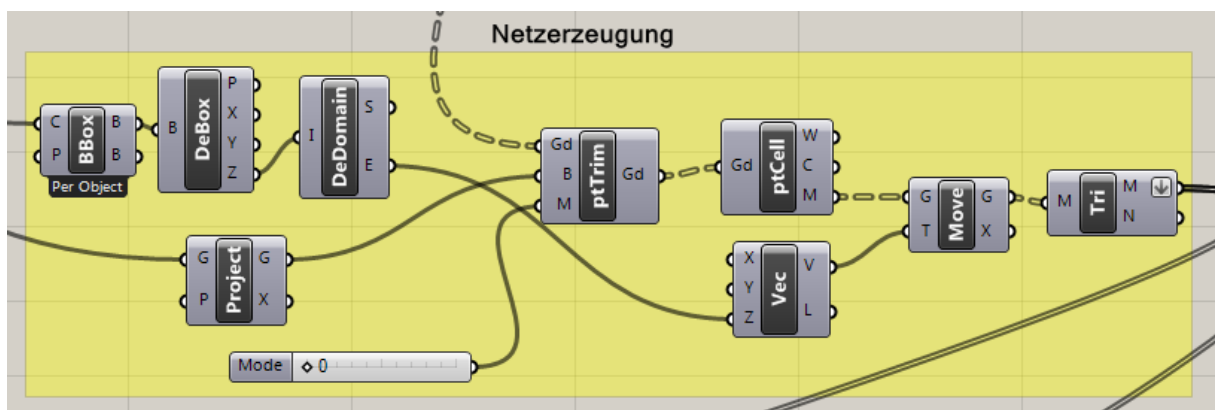 Netzerzeugung
C
P
BBox
B
B
Per Object
B
DeBox
P
X
Y
Z
I
DeDomain
S
E
Gd
B
M
ptTrim
Gd
Gd
ptCell
W
C
M
G
T
Move
G
X
M
Tri
M
N
G
P
Project
G
X
X
Y
Z
Vec
V
L
Mode 0